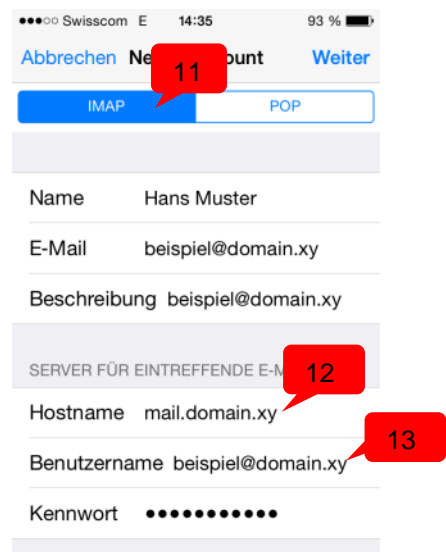 Swisscom E 14:35 93 %
Abbrechen Ne ount Weiter
11
IMAP POP
Name Hans Muster
E-Mail beispiel@domain.xy
Beschreibung beispiel@domain.xy
SERVER FÜR EINTREFFENDE E-M
12
Hostname mail.domain.xy
13
Benutzername beispiel@domain.xy
Kennwort ●●●●●●●●●●●